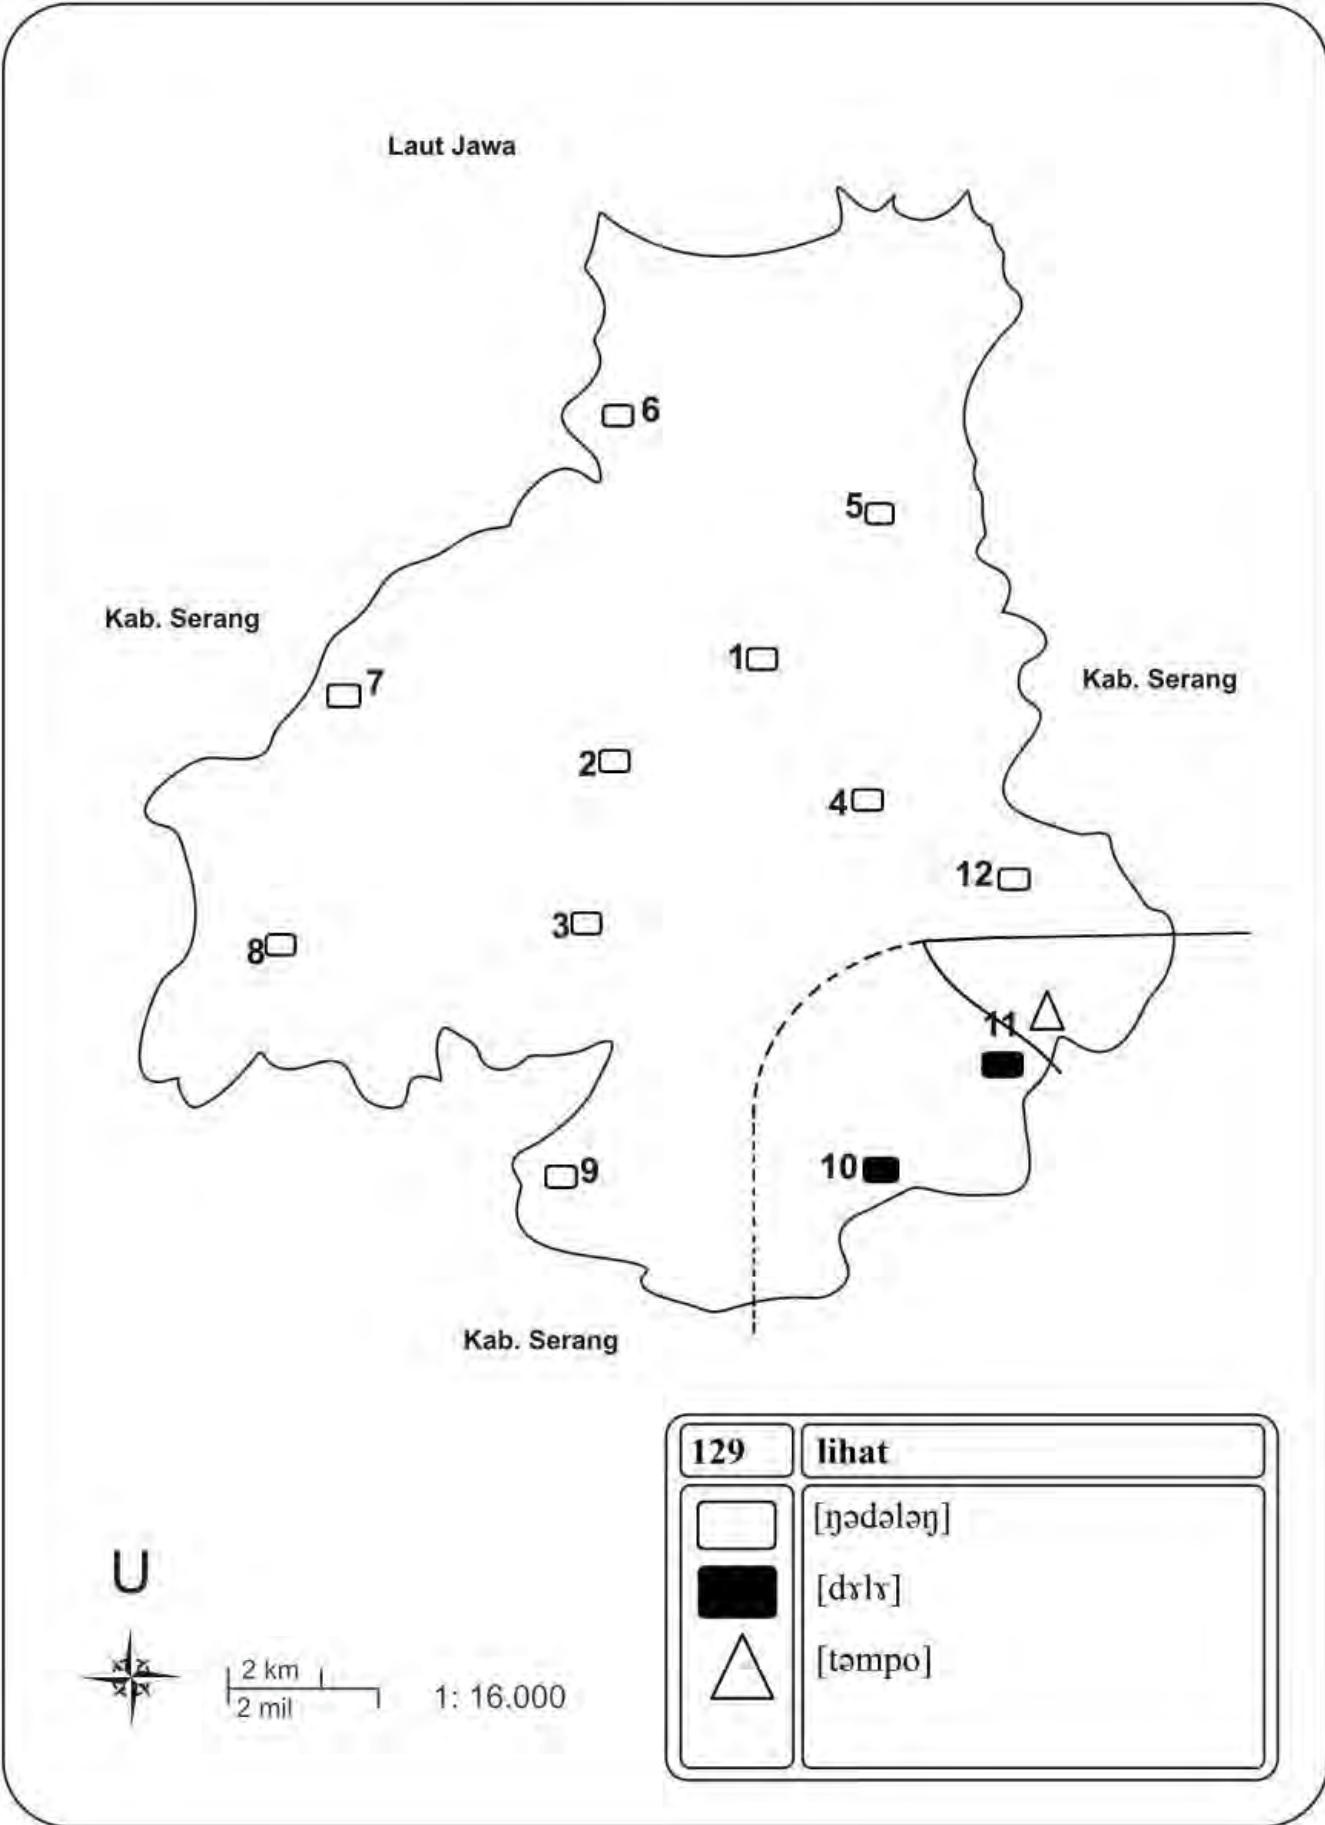 Laut Jawa
6
5
Kab. Serang
1
7
Kab. Serang
2
4
12
3
8
11
10
9
Kab. Serang
129 lihat
[ŋədələŋ]
[dɤlɤ]
[təmpo]
U
2 km
2 mil
1: 16.000